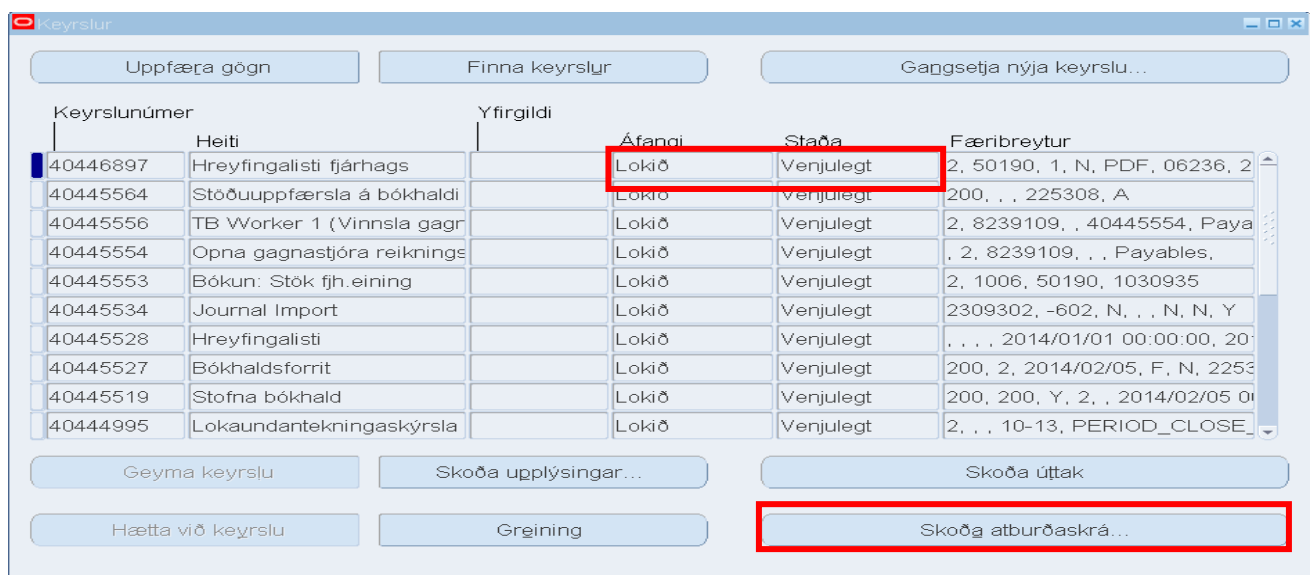 Keyrslur
Uppfæra gögn Finna keyrslur Gangsetja nýja keyrslu...
Keyrslunúmer Yfirgildi
Heiti Áfangi Staða Færibreytur
40446897 Hreyfingalisti fjárhags Lokið Venjulegt 2, 50190, 1, N, PDF, 06236, 2
40445564 Stöðuuppfærsla á bókhaldi Lokið Venjulegt 200, , , 225308, A
40445556 TB Worker 1 (Vinnsla gagr Lokið Venjulegt 2, 8239109, , 40445554, Paya
40445554 Opna gagnastjóra reiknings Lokið Venjulegt , 2, 8239109, , , Payables,
40445553 Bókun: Stök fjh.eining Lokið Venjulegt 2, 1006, 50190, 1030935
40445534 Journal Import Lokið Venjulegt 2309302, -602, N, , , N, N, Y
40445528 Hreyfingalisti Lokið Venjulegt , , , , 2014/01/01 00:00:00, 20
40445527 Bókhaldsforrit Lokið Venjulegt 200, 2, 2014/02/05, F, N, 2253
40445519 Stofna bókhald Lokið Venjulegt 200, 200, Y, 2, , 2014/02/05 0
40444995 Lokaundantekningaskýrsla Lokið Venjulegt 2, , , 10-13, PERIOD_CLOSE_
Geyma keyrslu Skoða upplýsingar... Skoða úttak
Hætta við keyrslu Greining Skoða atburðaskrá...